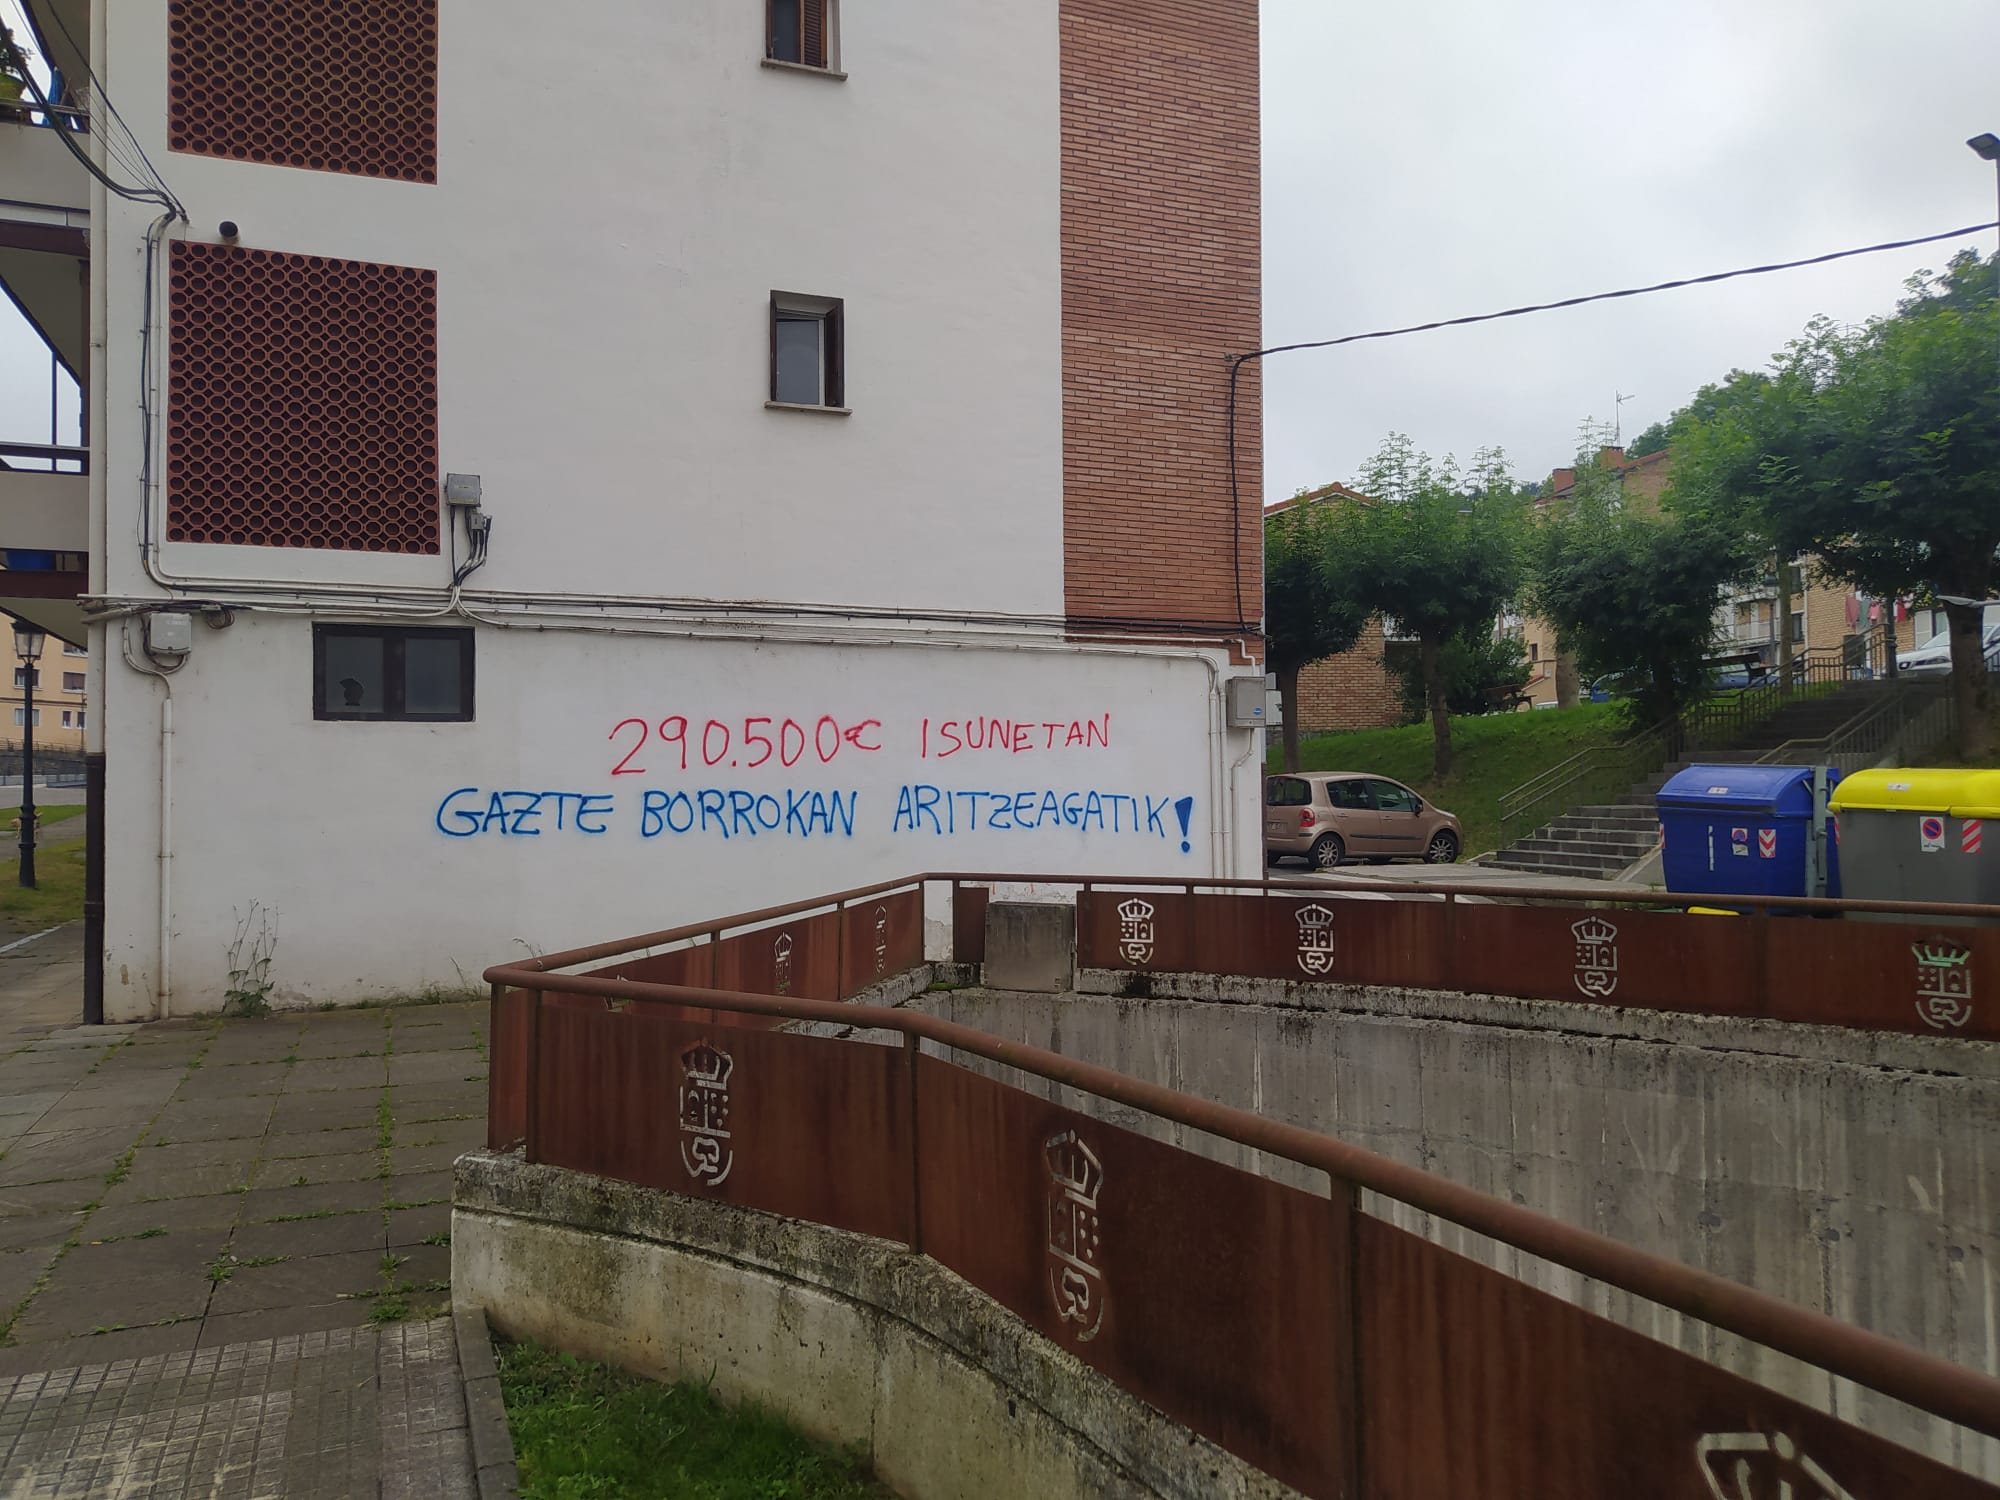 290.500€ ISUNETAN
GAZTE BORROKAN ARITZEAGATIK!